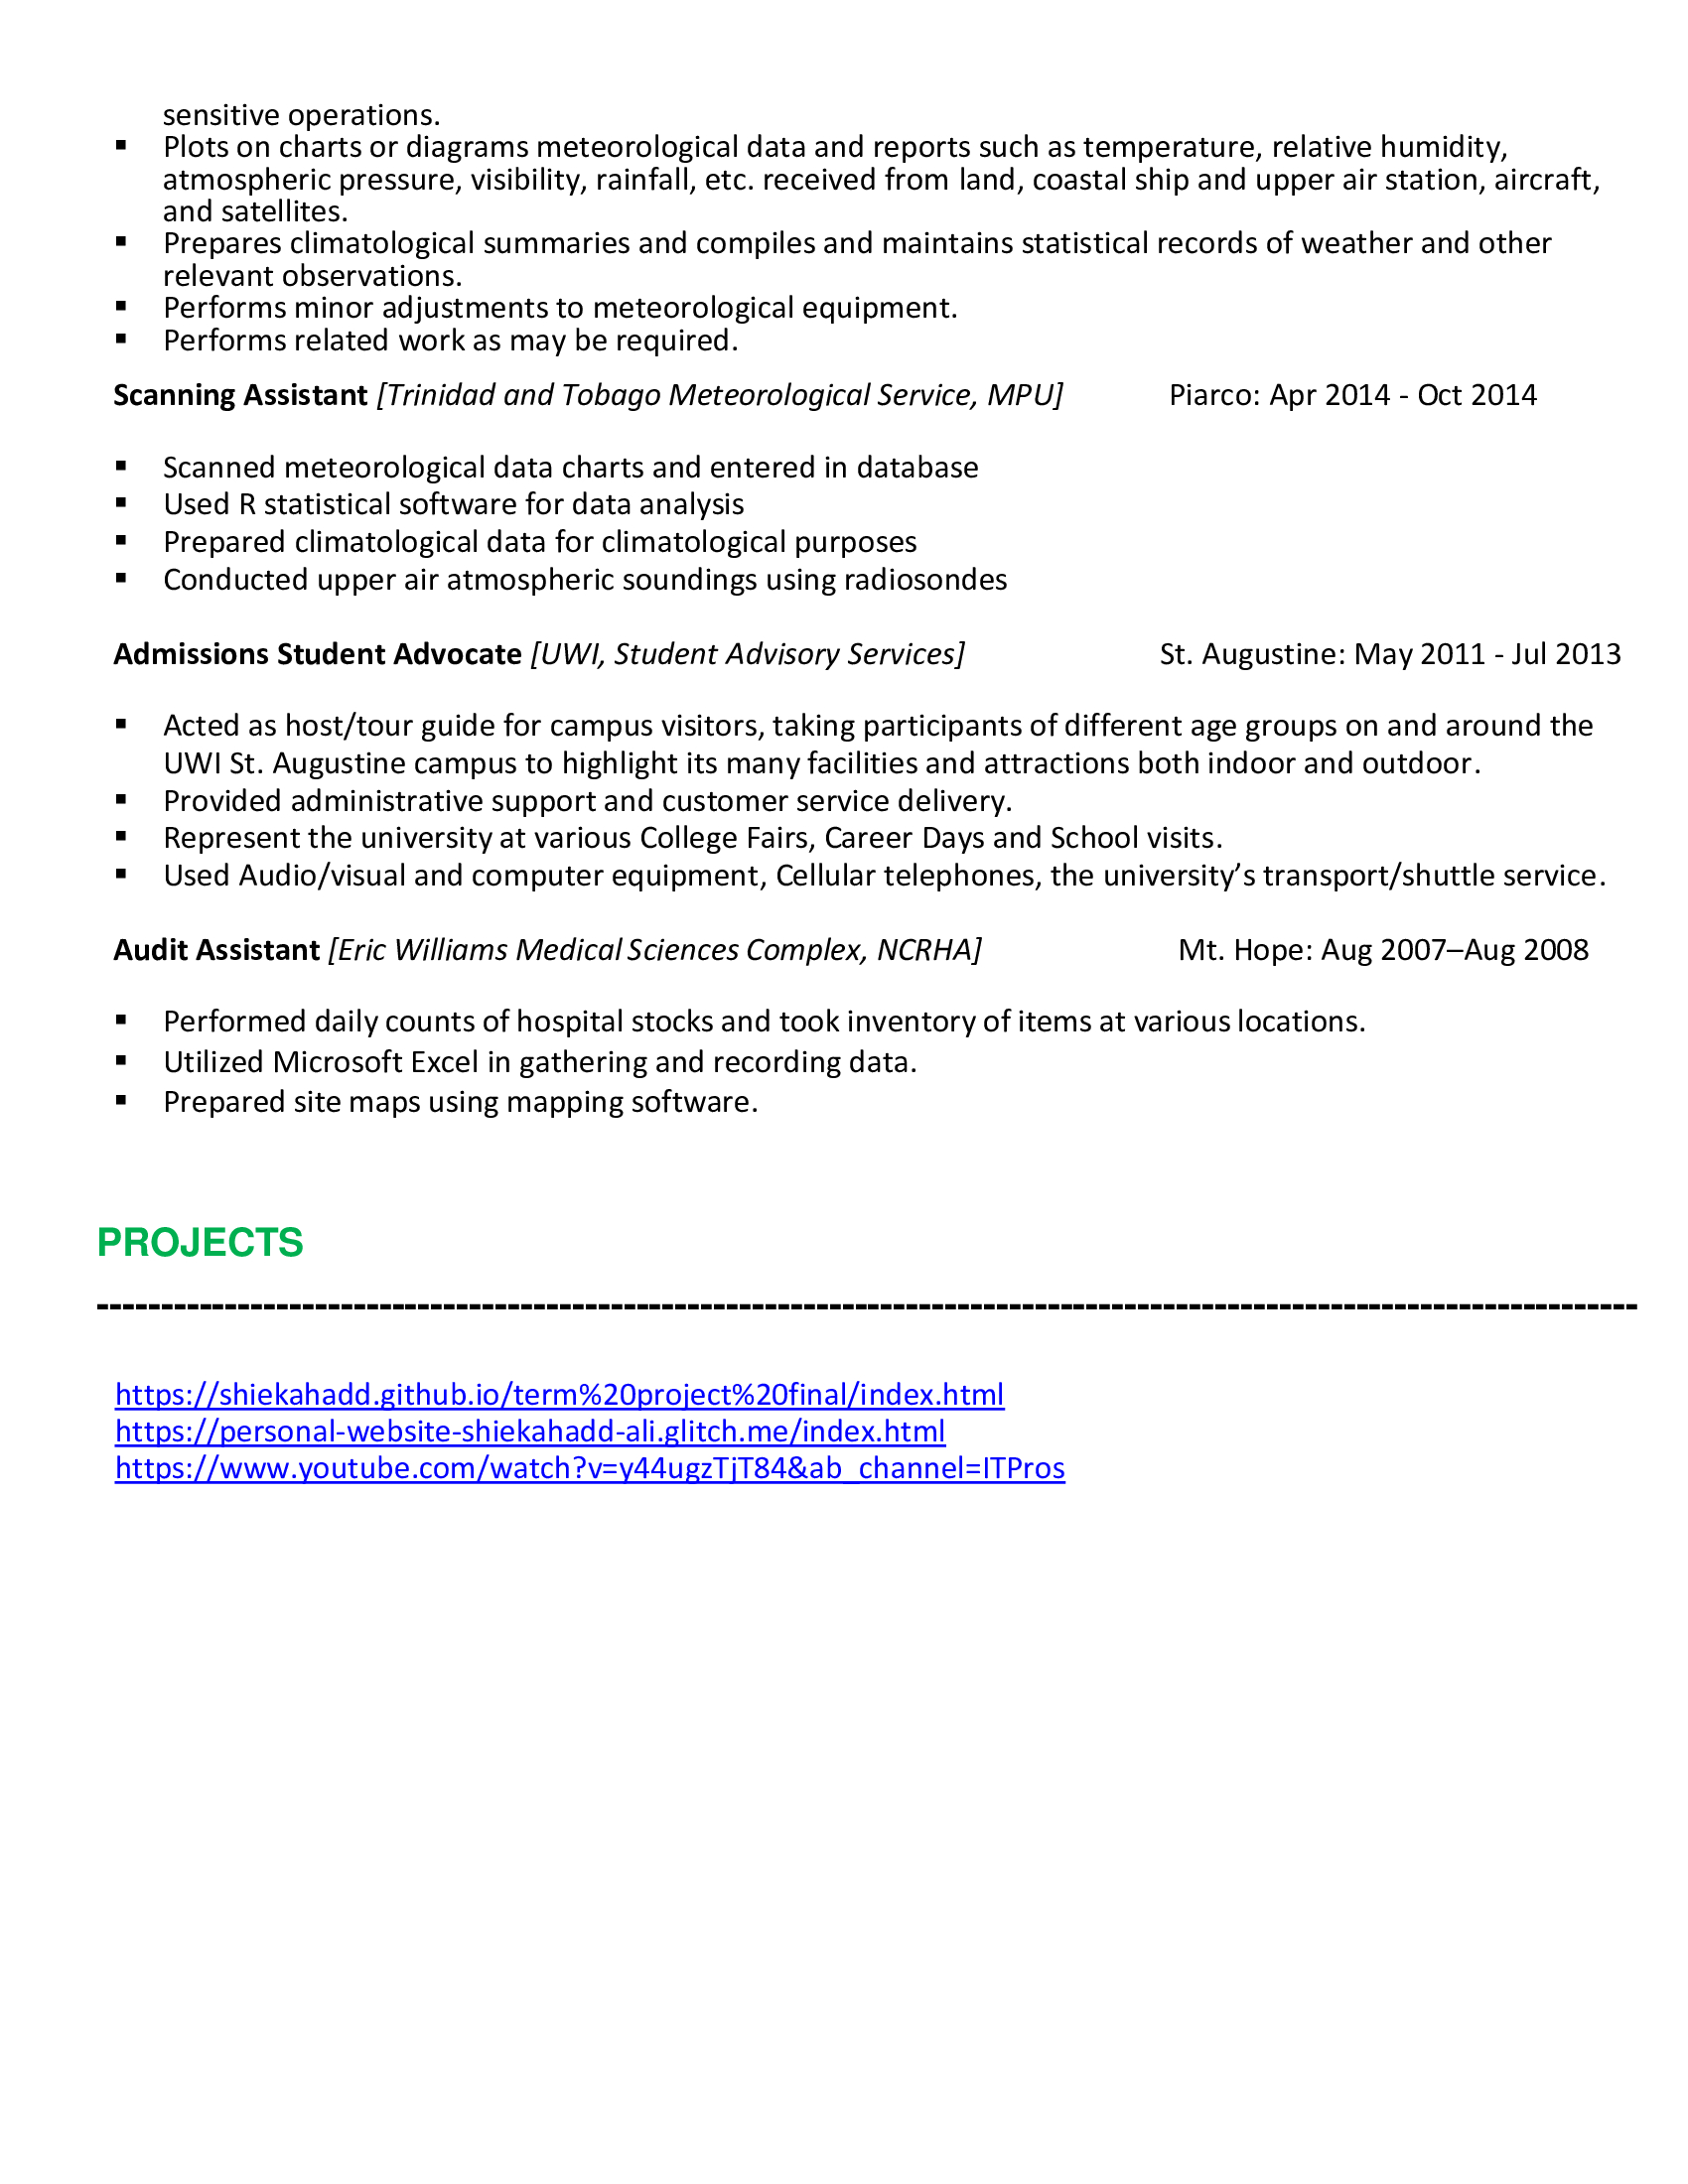 sensitive operations.
▪ Plots on charts or diagrams meteorological data and reports such as temperature, relative humidity,
atmospheric pressure, visibility, rainfall, etc. received from land, coastal ship and upper air station, aircraft,
and satellites.
▪ Prepares climatological summaries and compiles and maintains statistical records of weather and other
relevant observations.
▪ Performs minor adjustments to meteorological equipment.
▪ Performs related work as may be required.
Scanning Assistant [Trinidad and Tobago Meteorological Service, MPU] Piarco: Apr 2014 - Oct 2014
▪ Scanned meteorological data charts and entered in database
▪ Used R statistical software for data analysis
▪ Prepared climatological data for climatological purposes
▪ Conducted upper air atmospheric soundings using radiosondes
Admissions Student Advocate [UWI, Student Advisory Services] St. Augustine: May 2011 - Jul 2013
▪ Acted as host/tour guide for campus visitors, taking participants of different age groups on and around the
UWI St. Augustine campus to highlight its many facilities and attractions both indoor and outdoor.
▪ Provided administrative support and customer service delivery.
▪ Represent the university at various College Fairs, Career Days and School visits.
▪ Used Audio/visual and computer equipment, Cellular telephones, the university’s transport/shuttle service.
Audit Assistant [Eric Williams Medical Sciences Complex, NCRHA] Mt. Hope: Aug 2007–Aug 2008
▪ Performed daily counts of hospital stocks and took inventory of items at various locations.
▪ Utilized Microsoft Excel in gathering and recording data.
▪ Prepared site maps using mapping software.
PROJECTS
------------------------------------------------------------------------------------------------------------------------
https://shiekahadd.github.io/term%20project%20final/index.html
https://personal-website-shiekahadd-ali.glitch.me/index.html
https://www.youtube.com/watch?v=y44ugzTjT84&ab_channel=ITPros